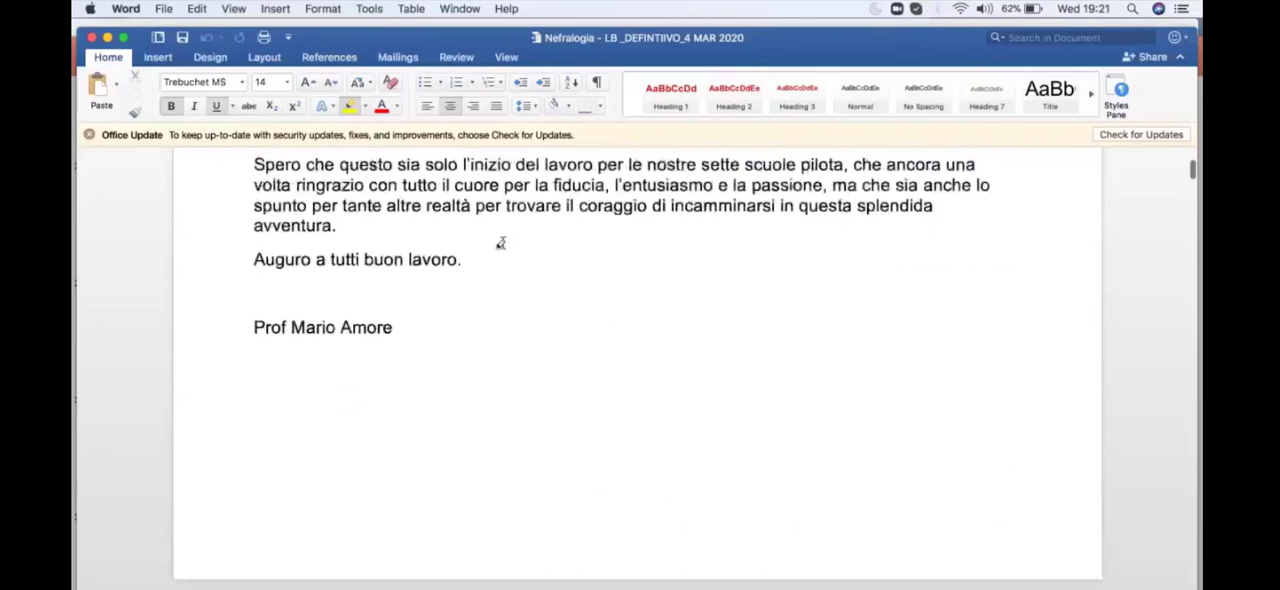 Word File Edit View Insert Format Tools Table Window Help 62% Wed 19:21
Nefralogia - LB _DEFINTIIVO_4 MAR 2020 Search in Document
Home Insert Design Layout References Mailings Review View Share
Trebuchet MS 14 AaBbCcDd AaBbCcDdEe AaBbCcDdEe AaBbCcDdEe AaBbCcDdEe AaBbCcDdEe AaBb
Paste B I U abc X₂ X² A A Heading 1 Heading 2 Heading 3 Normal No Spacing Heading 7 Title Styles Pane
Office Update To keep up-to-date with security updates, fixes, and improvements, choose Check for Updates. Check for Updates
Spero che questo sia solo l'inizio del lavoro per le nostre sette scuole pilota, che ancora una
volta ringrazio con tutto il cuore per la fiducia, l'entusiasmo e la passione, ma che sia anche lo
spunto per tante altre realtà per trovare il coraggio di incamminarsi in questa splendida
avventura.
Auguro a tutti buon lavoro.
Prof Mario Amore